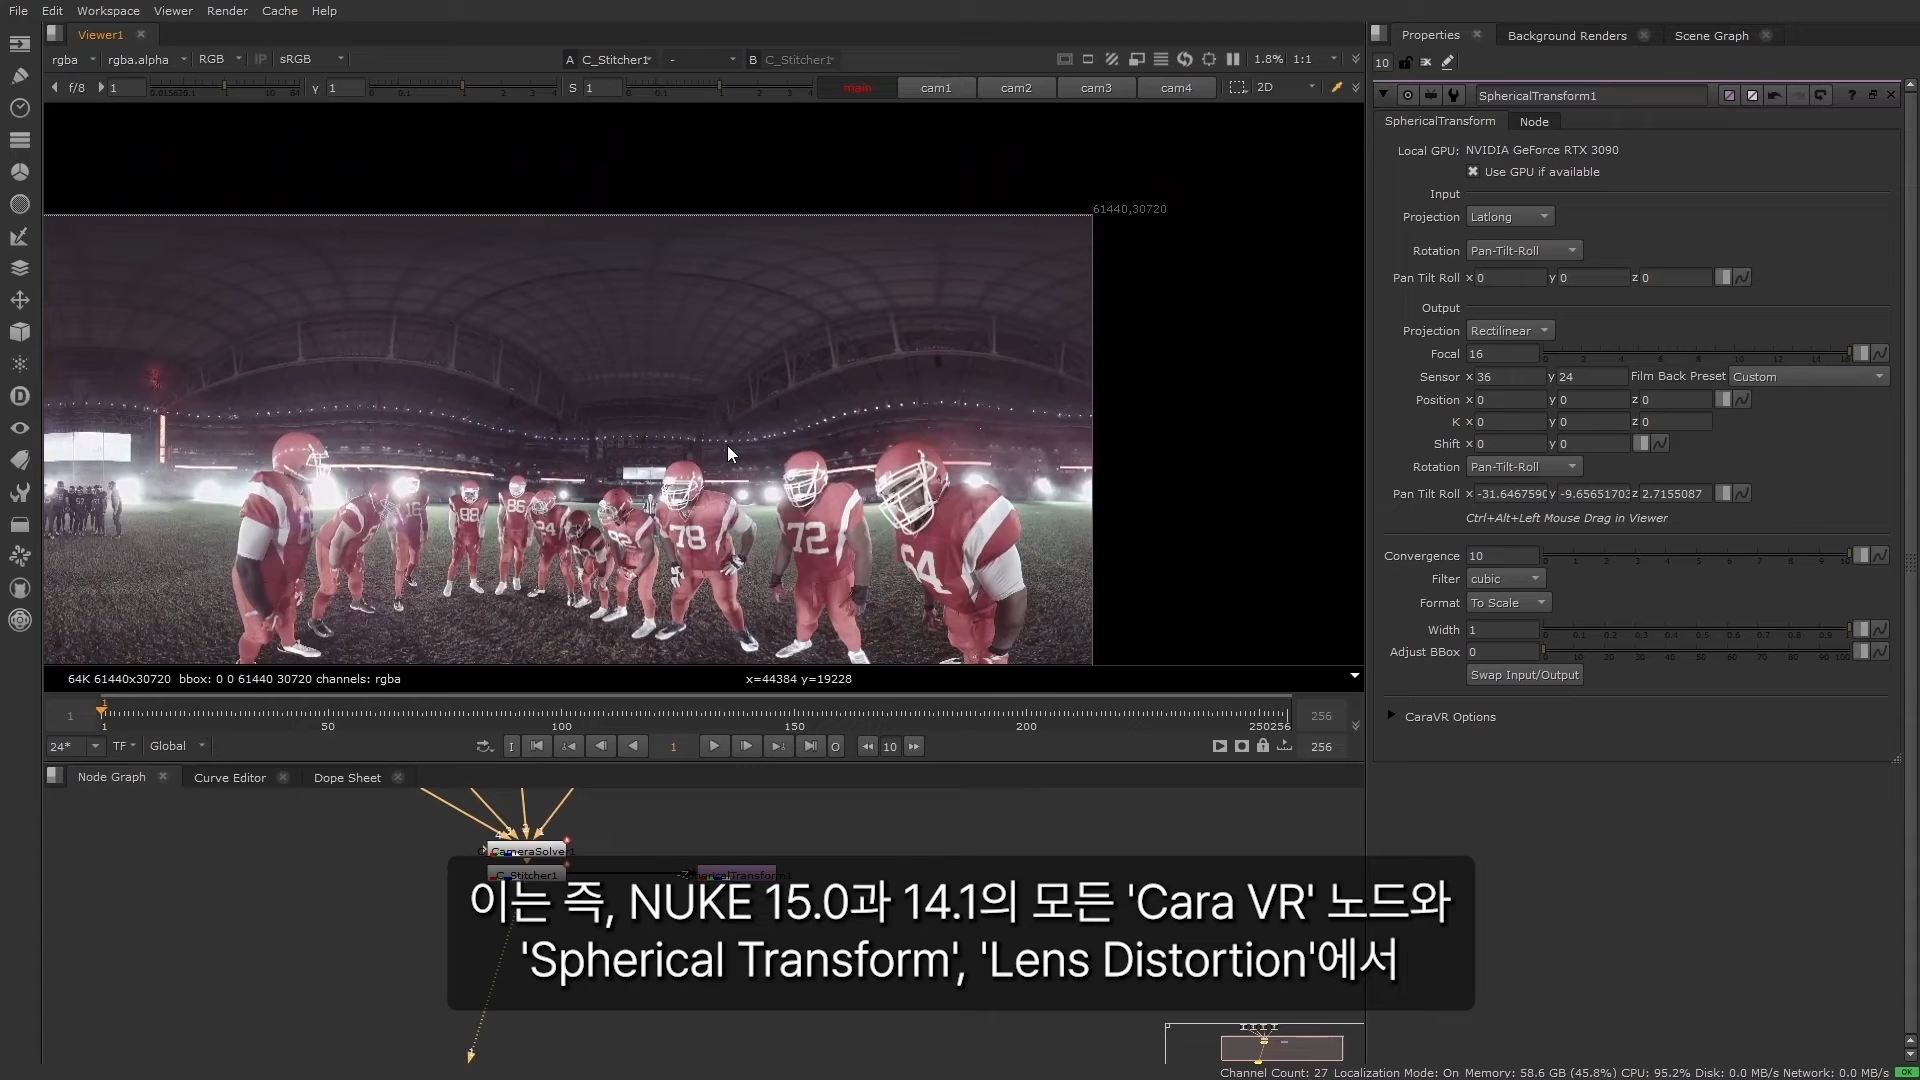 File Edit Workspace Viewer Render Cache Help
Viewer1
rgba rgba.alpha RGB IP sRGB A C_Stitcher1 - B C_Stitcher1 1.8% 1:1
f/8 1 γ 1 S 1 main cam1 cam2 cam3 cam4 2D
61440,30720
64K 61440x30720 bbox: 0 0 61440 30720 channels: rgba x=44384 y=19228
1 1 256
1 50 100 150 200 250256
24* TF Global I 1 O 10 256
Node Graph Curve Editor Dope Sheet
C_CameraSolver1
C_Stitcher1 SphericalTransform1
이는 즉, NUKE 15.0과 14.1의 모든 'Cara VR' 노드와
'Spherical Transform', 'Lens Distortion'에서
Properties Background Renders Scene Graph
10
SphericalTransform1 ?
SphericalTransform Node
Local GPU: NVIDIA GeForce RTX 3090
Use GPU if available
Input
Projection Latlong
Rotation Pan-Tilt-Roll
Pan Tilt Roll x 0 y 0 z 0
Output
Projection Rectilinear
Focal 16
Sensor x 36 y 24 Film Back Preset Custom
Position x 0 y 0 z 0
K x 0 y 0 z 0
Shift x 0 y 0
Rotation Pan-Tilt-Roll
Pan Tilt Roll x -31.6467590 y -9.65651703 z 2.7155087
Ctrl+Alt+Left Mouse Drag in Viewer
Convergence 10
Filter cubic
Format To Scale
Width 1
Adjust BBox 0
Swap Input/Output
CaraVR Options
Channel Count: 27 Localization Mode: On Memory: 58.6 GB (45.8%) CPU: 95.2% Disk: 0.0 MB/s Network: 0.0 MB/s OK